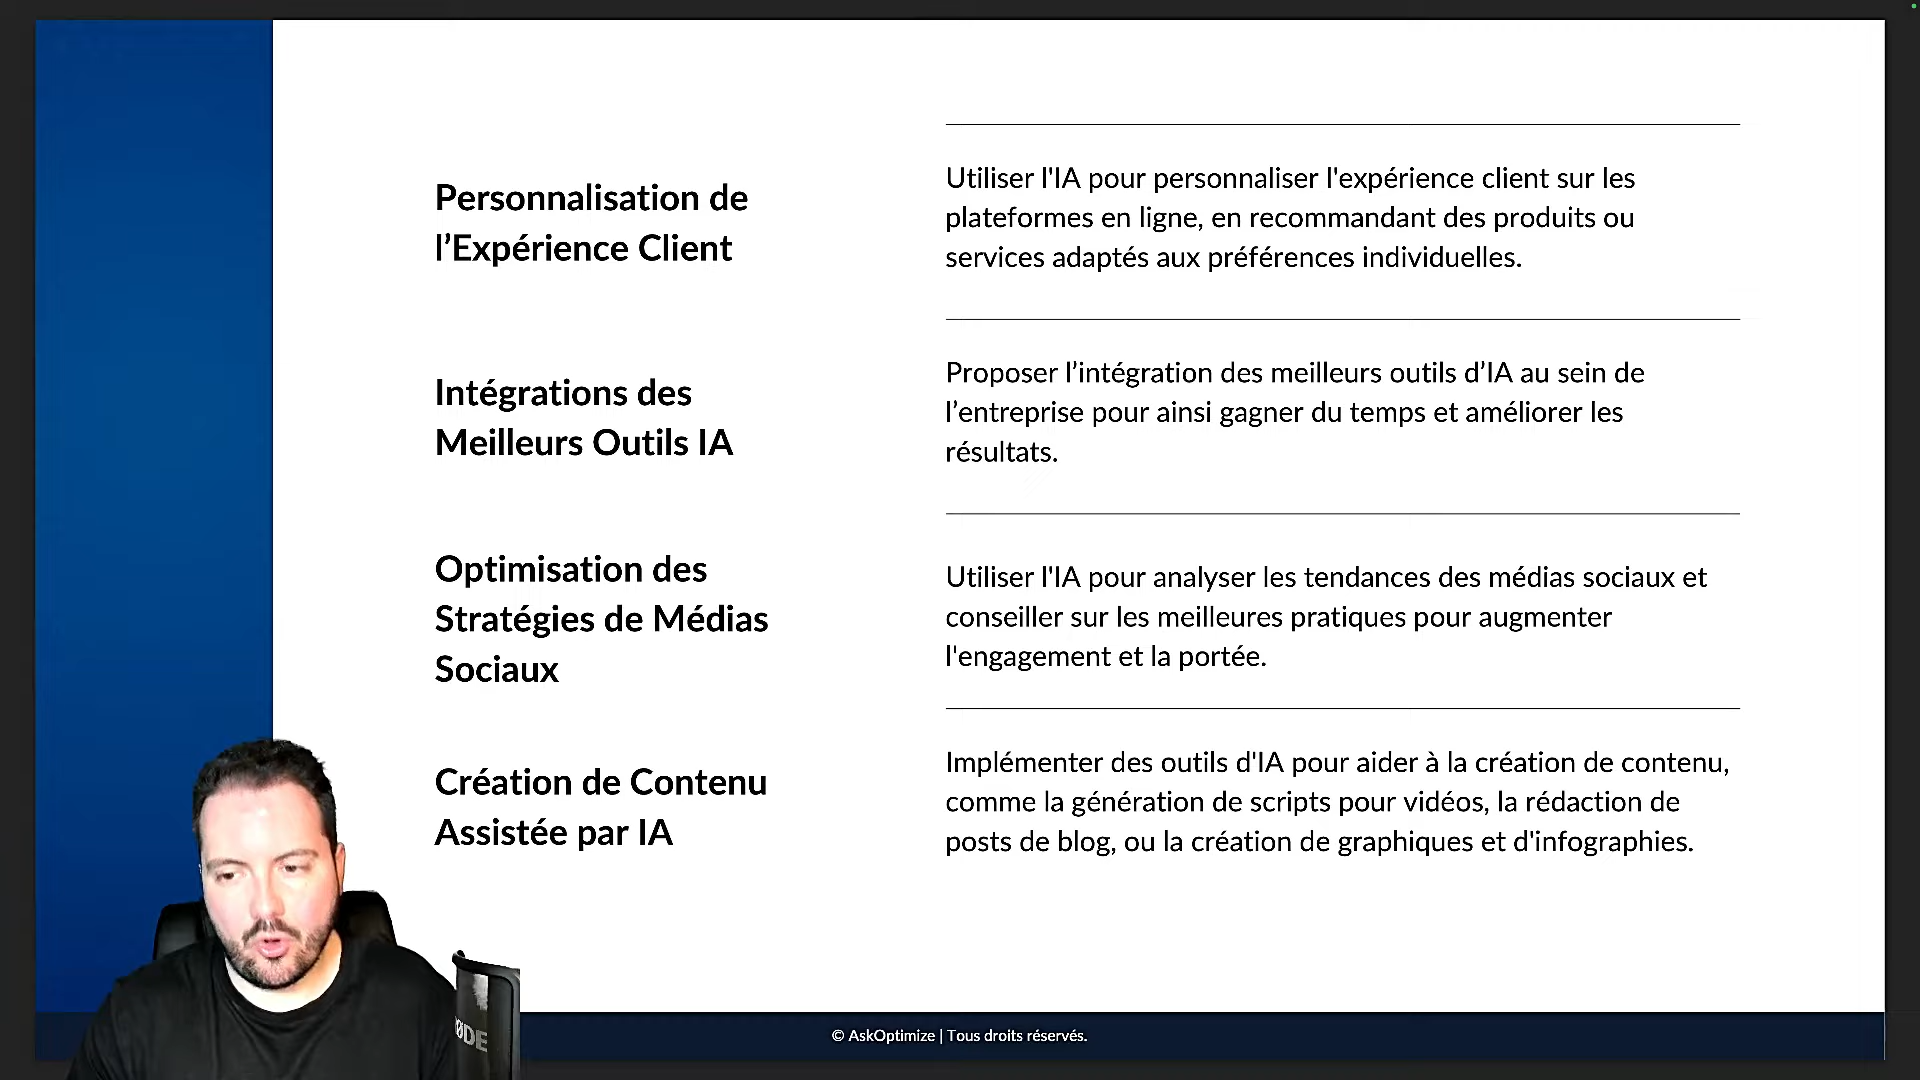 Personnalisation de
l’Expérience Client
Utiliser l'IA pour personnaliser l'expérience client sur les
plateformes en ligne, en recommandant des produits ou
services adaptés aux préférences individuelles.
Intégrations des
Meilleurs Outils IA
Proposer l’intégration des meilleurs outils d’IA au sein de
l’entreprise pour ainsi gagner du temps et améliorer les
résultats.
Optimisation des
Stratégies de Médias
Sociaux
Utiliser l'IA pour analyser les tendances des médias sociaux et
conseiller sur les meilleures pratiques pour augmenter
l'engagement et la portée.
Création de Contenu
Assistée par IA
Implémenter des outils d'IA pour aider à la création de contenu,
comme la génération de scripts pour vidéos, la rédaction de
posts de blog, ou la création de graphiques et d'infographies.
© AskOptimize | Tous droits réservés.